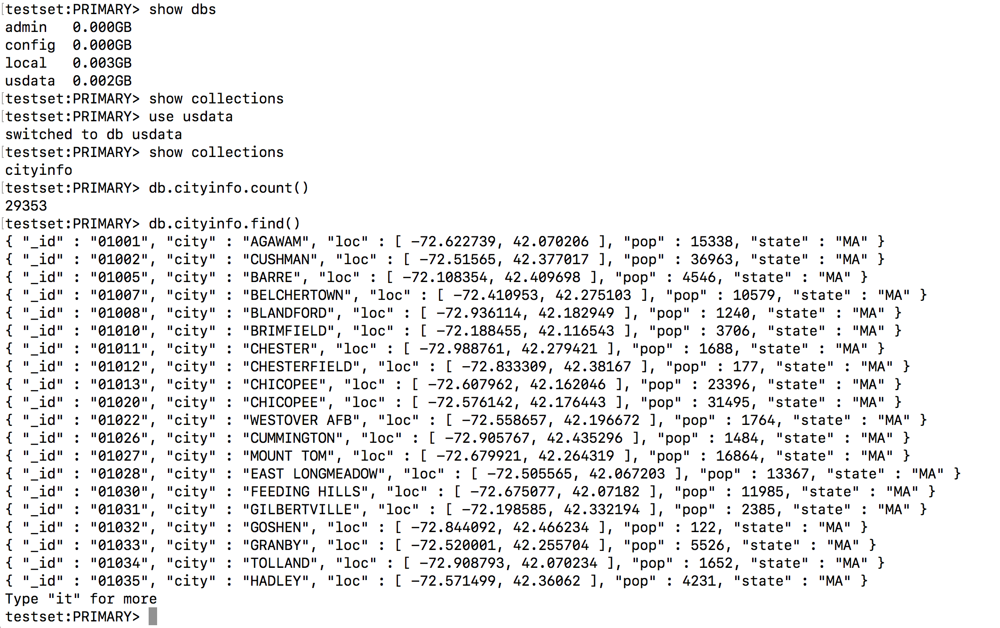 [testset:PRIMARY> show dbs
admin   0.000GB
config  0.000GB
local   0.003GB
usdata  0.002GB
[testset:PRIMARY> show collections
[testset:PRIMARY> use usdata
switched to db usdata
[testset:PRIMARY> show collections
cityinfo
[testset:PRIMARY> db.cityinfo.count()
29353
[testset:PRIMARY> db.cityinfo.find()
{ "_id" : "01001", "city" : "AGAWAM", "loc" : [ -72.622739, 42.070206 ], "pop" : 15338, "state" : "MA" }
{ "_id" : "01002", "city" : "CUSHMAN", "loc" : [ -72.51565, 42.377017 ], "pop" : 36963, "state" : "MA" }
{ "_id" : "01005", "city" : "BARRE", "loc" : [ -72.108354, 42.409698 ], "pop" : 4546, "state" : "MA" }
{ "_id" : "01007", "city" : "BELCHERTOWN", "loc" : [ -72.410953, 42.275103 ], "pop" : 10579, "state" : "MA" }
{ "_id" : "01008", "city" : "BLANDFORD", "loc" : [ -72.936114, 42.182949 ], "pop" : 1240, "state" : "MA" }
{ "_id" : "01010", "city" : "BRIMFIELD", "loc" : [ -72.188455, 42.116543 ], "pop" : 3706, "state" : "MA" }
{ "_id" : "01011", "city" : "CHESTER", "loc" : [ -72.988761, 42.279421 ], "pop" : 1688, "state" : "MA" }
{ "_id" : "01012", "city" : "CHESTERFIELD", "loc" : [ -72.833309, 42.38167 ], "pop" : 177, "state" : "MA" }
{ "_id" : "01013", "city" : "CHICOPEE", "loc" : [ -72.607962, 42.162046 ], "pop" : 23396, "state" : "MA" }
{ "_id" : "01020", "city" : "CHICOPEE", "loc" : [ -72.576142, 42.176443 ], "pop" : 31495, "state" : "MA" }
{ "_id" : "01022", "city" : "WESTOVER AFB", "loc" : [ -72.558657, 42.196672 ], "pop" : 1764, "state" : "MA" }
{ "_id" : "01026", "city" : "CUMMINGTON", "loc" : [ -72.905767, 42.435296 ], "pop" : 1484, "state" : "MA" }
{ "_id" : "01027", "city" : "MOUNT TOM", "loc" : [ -72.679921, 42.264319 ], "pop" : 16864, "state" : "MA" }
{ "_id" : "01028", "city" : "EAST LONGMEADOW", "loc" : [ -72.505565, 42.067203 ], "pop" : 13367, "state" : "MA" }
{ "_id" : "01030", "city" : "FEEDING HILLS", "loc" : [ -72.675077, 42.07182 ], "pop" : 11985, "state" : "MA" }
{ "_id" : "01031", "city" : "GILBERTVILLE", "loc" : [ -72.198585, 42.332194 ], "pop" : 2385, "state" : "MA" }
{ "_id" : "01032", "city" : "GOSHEN", "loc" : [ -72.844092, 42.466234 ], "pop" : 122, "state" : "MA" }
{ "_id" : "01033", "city" : "GRANBY", "loc" : [ -72.520001, 42.255704 ], "pop" : 5526, "state" : "MA" }
{ "_id" : "01034", "city" : "TOLLAND", "loc" : [ -72.908793, 42.070234 ], "pop" : 1652, "state" : "MA" }
{ "_id" : "01035", "city" : "HADLEY", "loc" : [ -72.571499, 42.36062 ], "pop" : 4231, "state" : "MA" }
Type "it" for more
testset:PRIMARY>